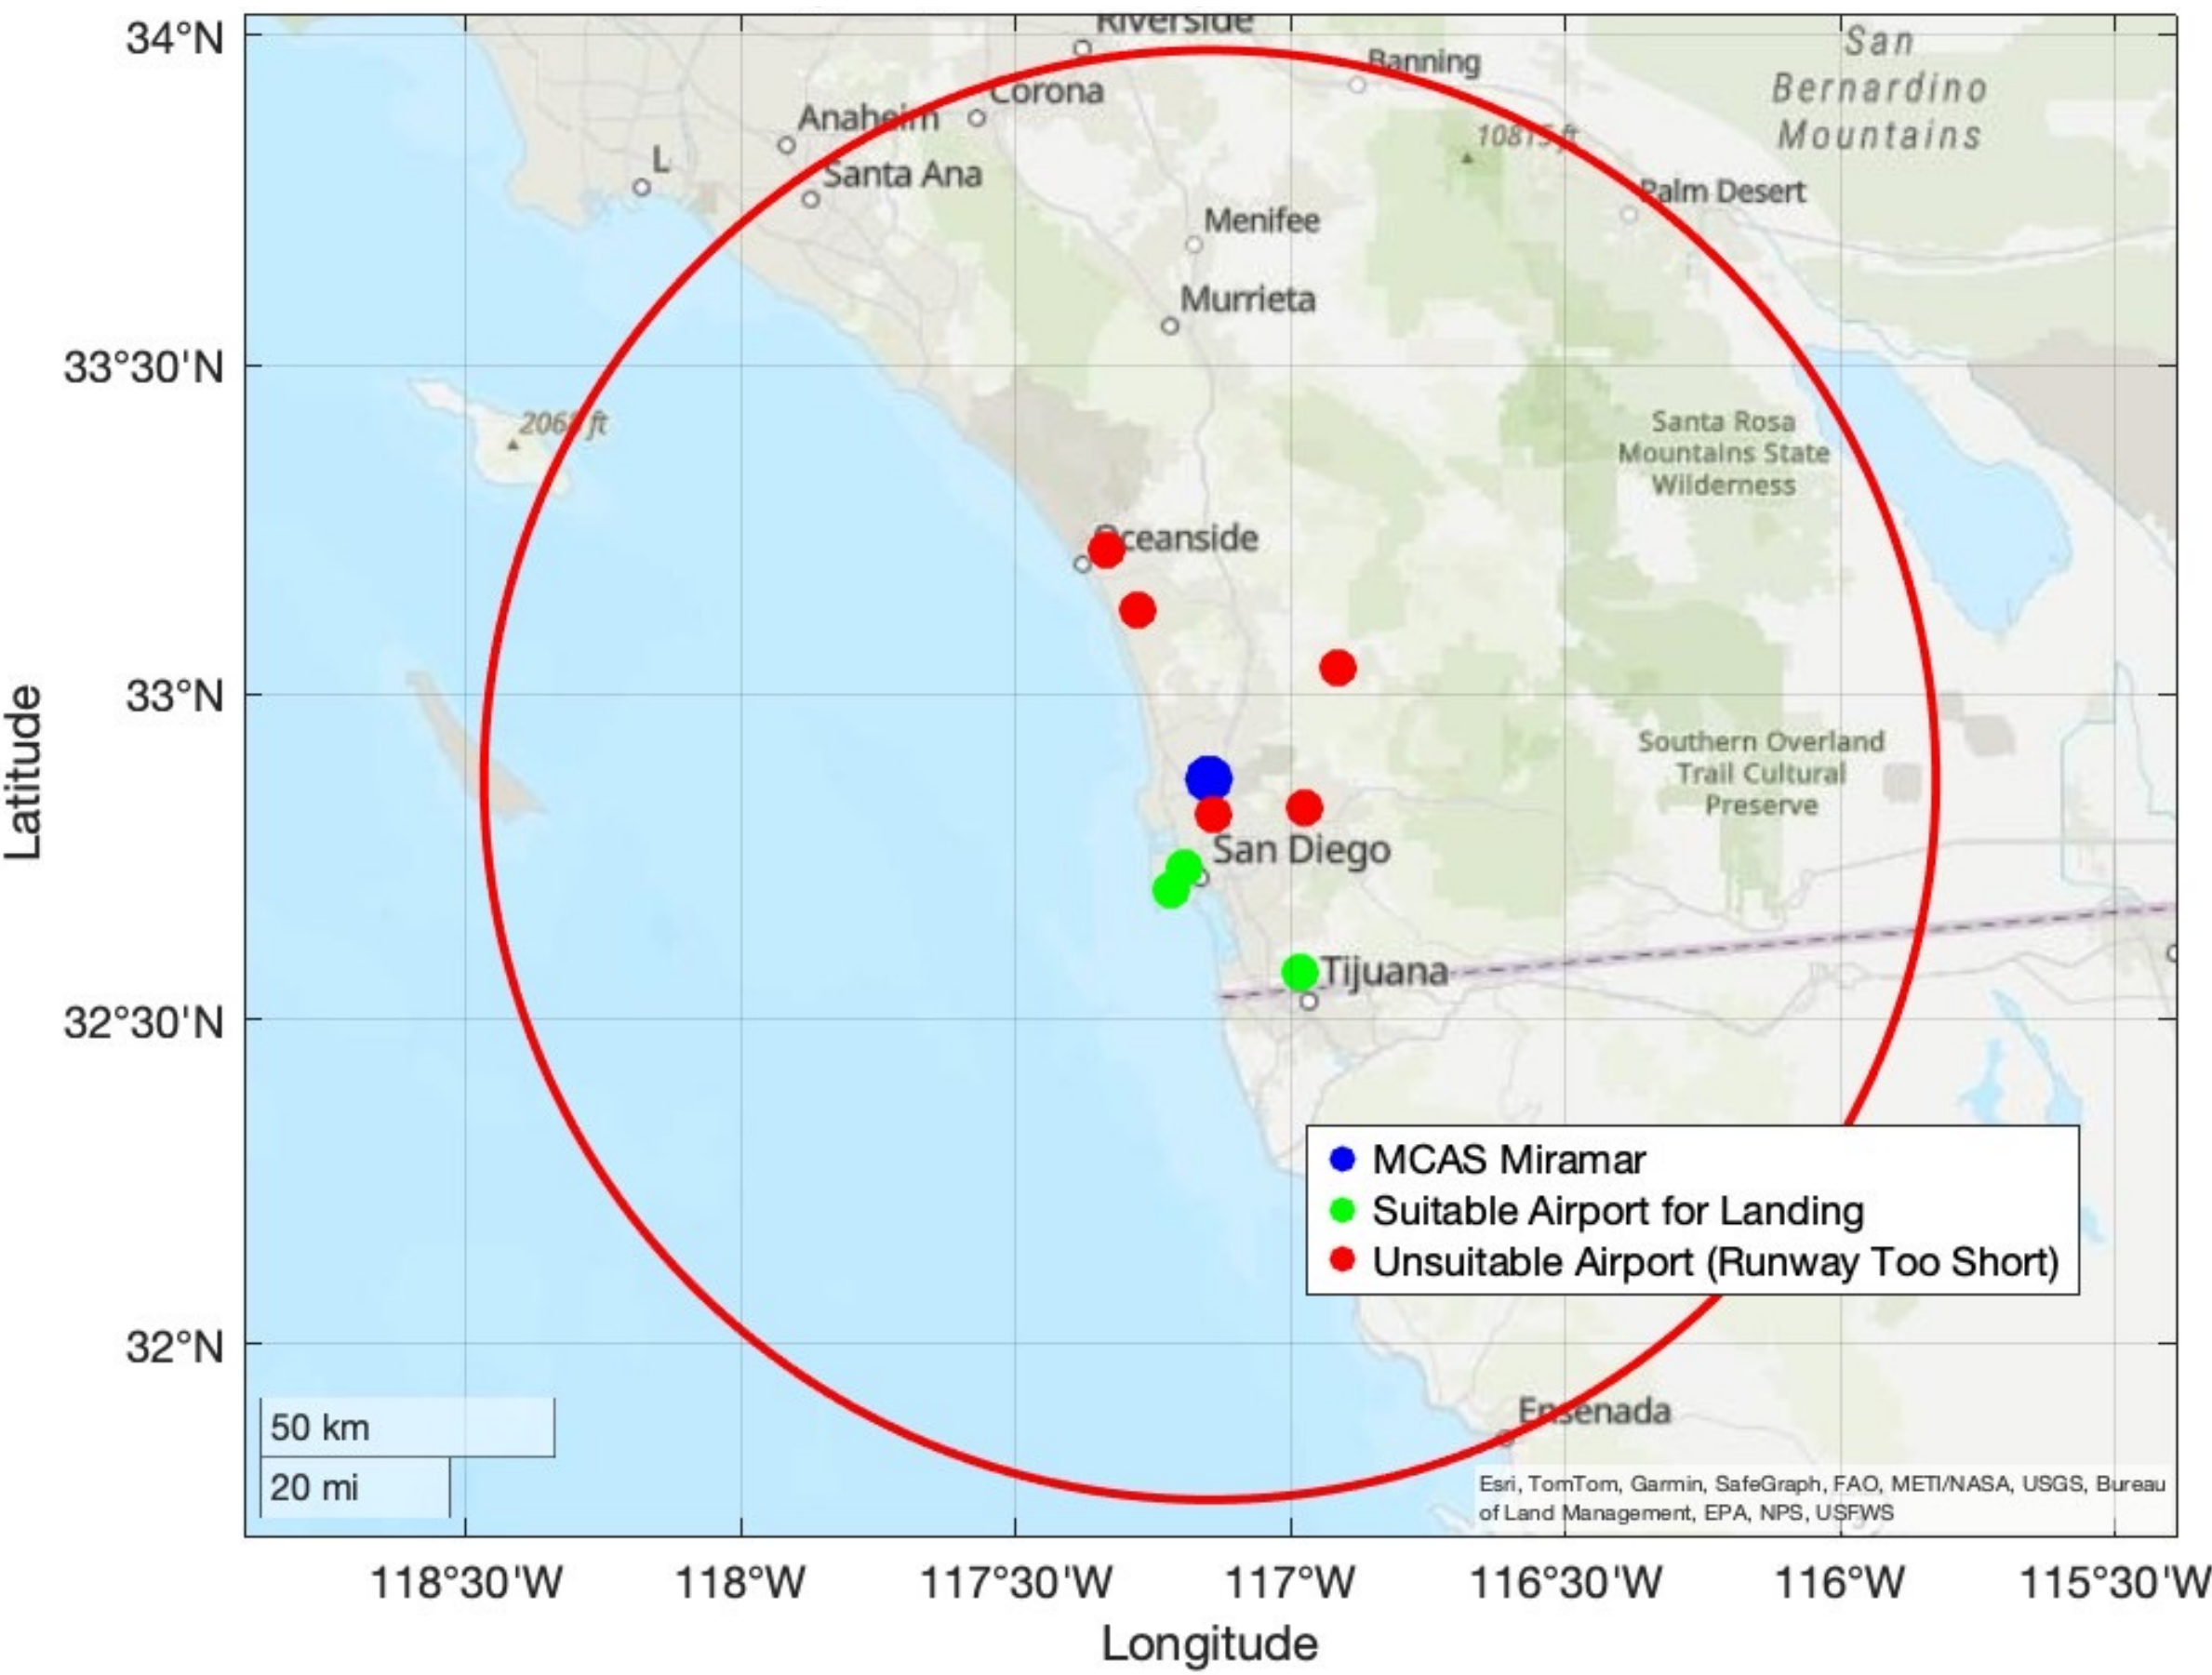 34°N
33°30'N
33°N
32°30'N
32°N
Latitude
Riverside
Banning
San
Bernardino
Mountains
Corona
Anaheim
10815 ft
L
Santa Ana
Palm Desert
Menifee
Murrieta
2068 ft
Santa Rosa
Mountains State
Wilderness
Oceanside
Southern Overland
Trail Cultural
Preserve
San Diego
Tijuana
MCAS Miramar
Suitable Airport for Landing
Unsuitable Airport (Runway Too Short)
Ensenada
50 km
20 mi
Esri, TomTom, Garmin, SafeGraph, FAO, METI/NASA, USGS, Bureau
of Land Management, EPA, NPS, USFWS
118°30'W
118°W
117°30'W
117°W
116°30'W
116°W
115°30'W
Longitude